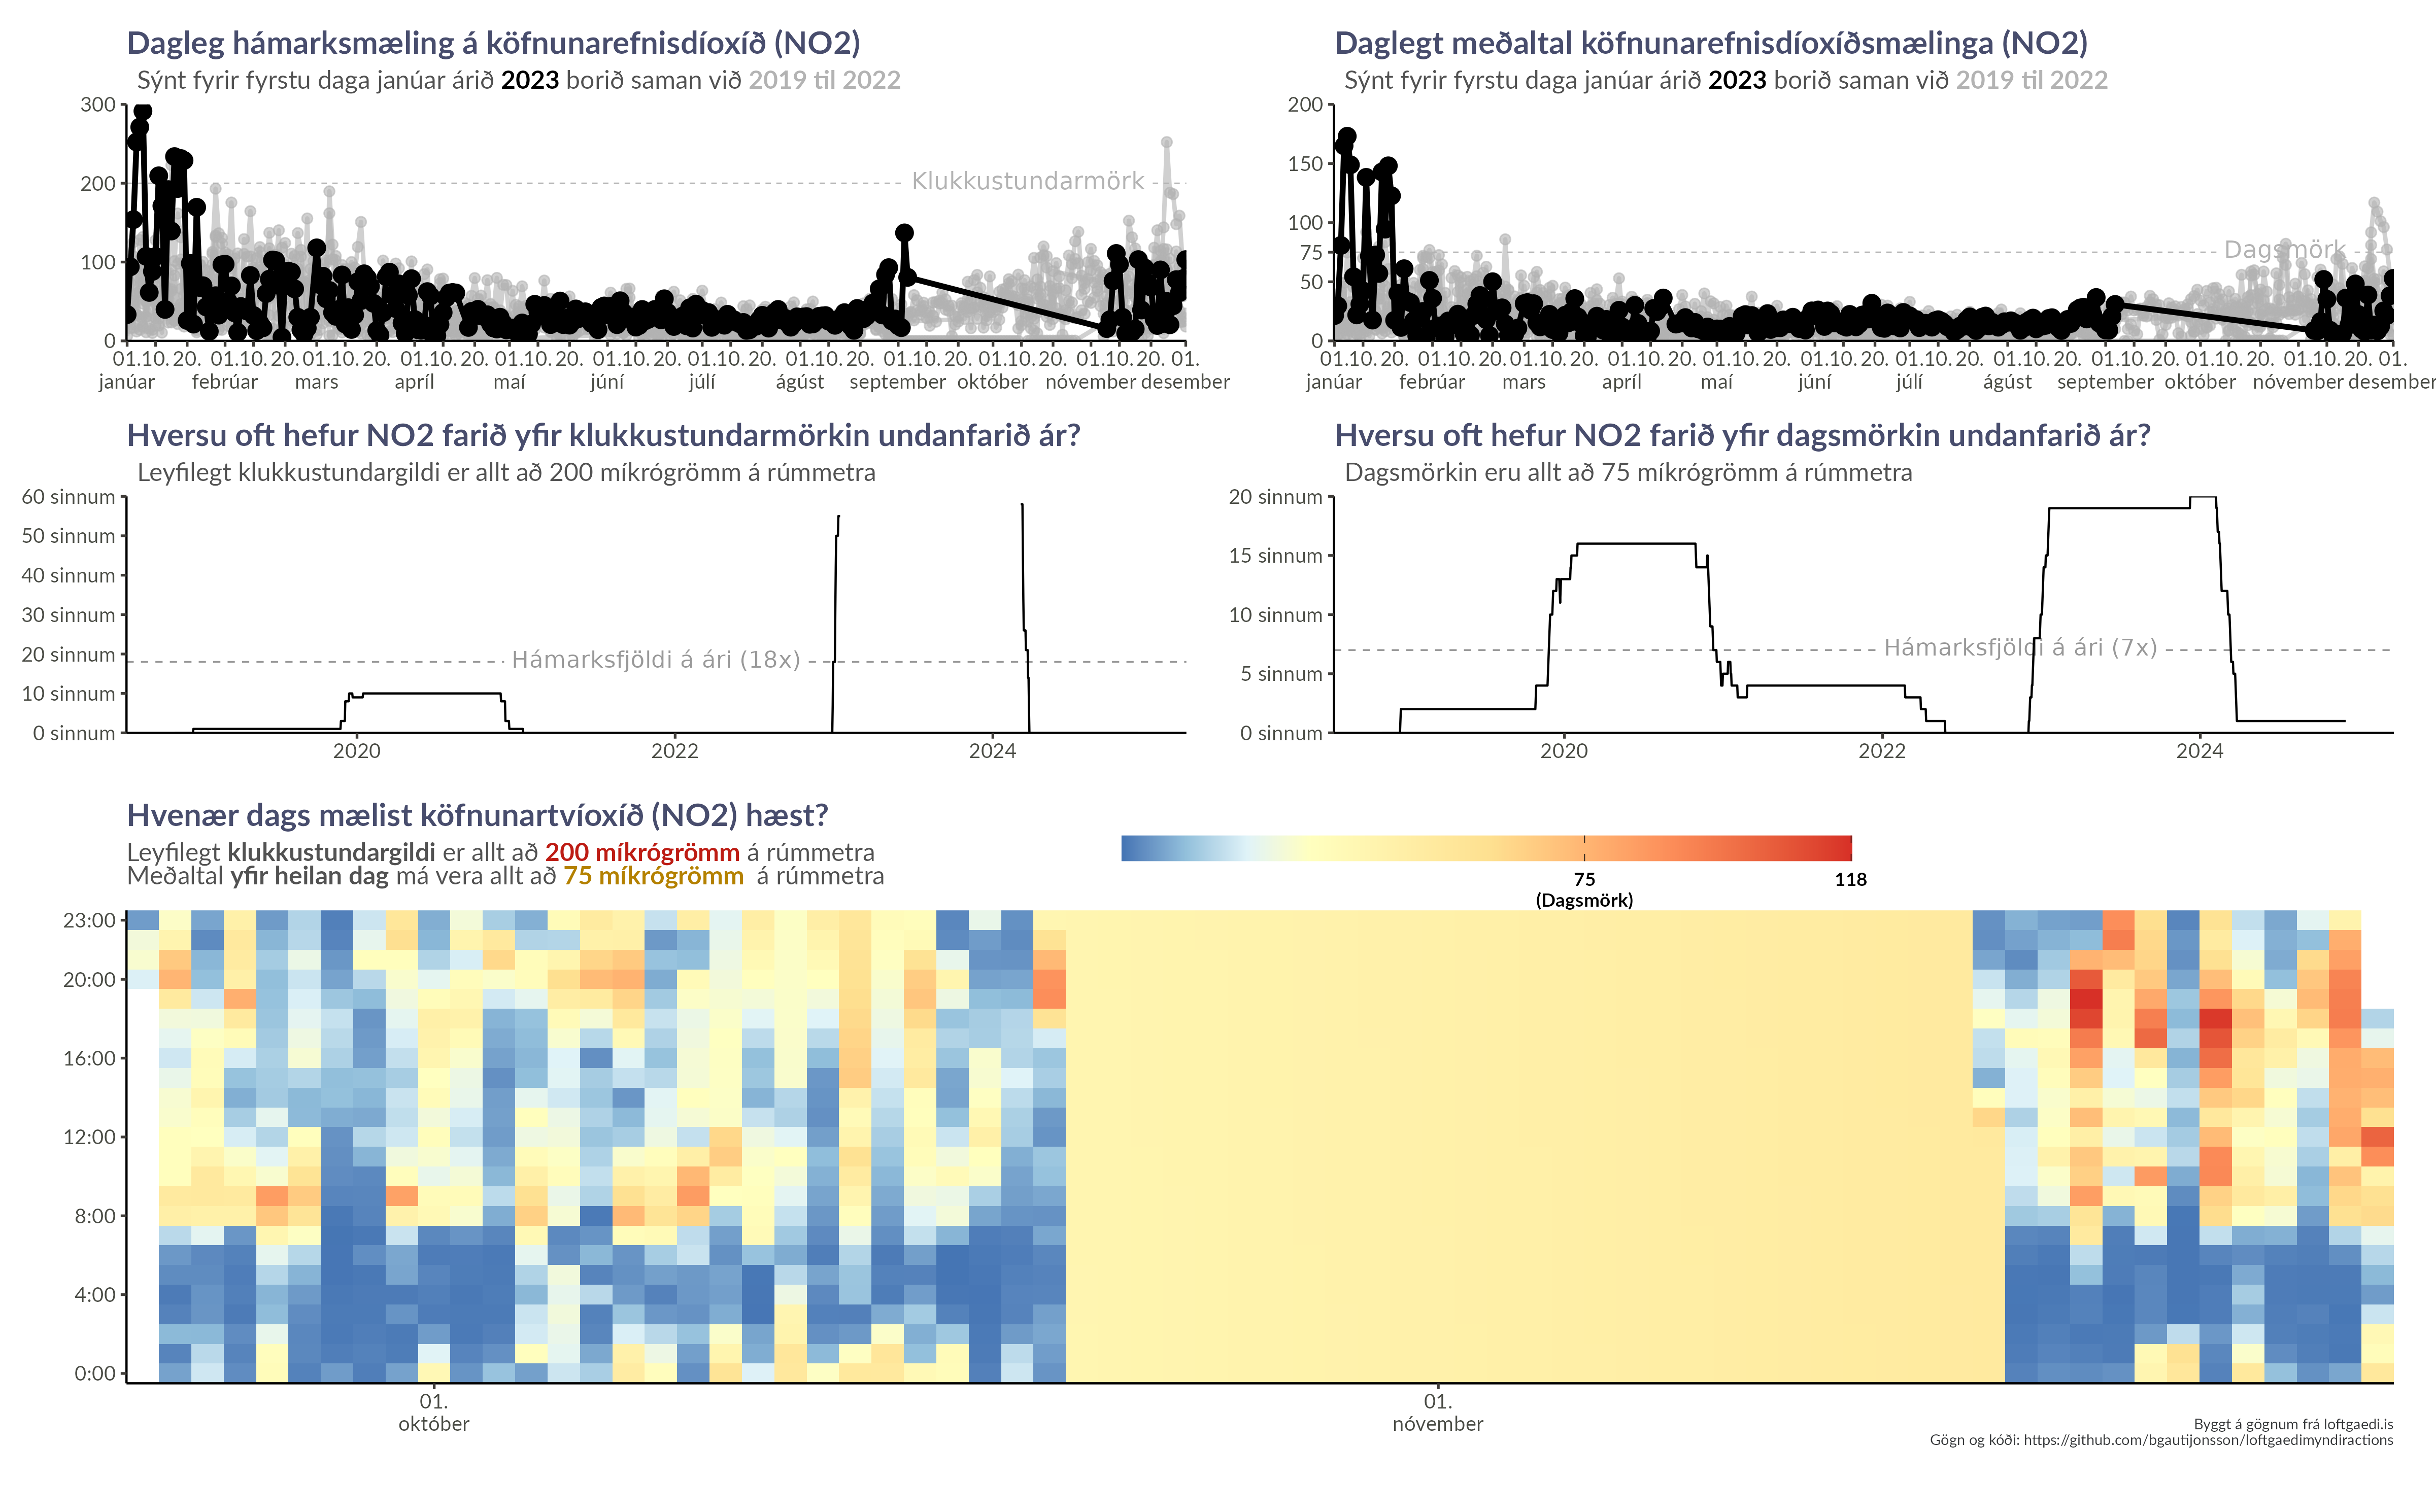 Dagleg hámarksmæling á köfnunarefnisdíoxíð (NO2)
Sýnt fyrir fyrstu daga janúar árið 2023 borið saman við 2019 til 2022
300
200
100
0
Klukkustundarmörk
01. 10. 20. 01. 10. 20. 01. 10. 20. 01. 10. 20. 01. 10. 20. 01. 10. 20. 01. 10. 20. 01. 10. 20. 01. 10. 20. 01. 10. 20. 01. 10. 20. 01.
janúar febrúar mars apríl maí júní júlí ágúst september október nóvember desember
Daglegt meðaltal köfnunarefnisdíoxíðsmælinga (NO2)
Sýnt fyrir fyrstu daga janúar árið 2023 borið saman við 2019 til 2022
200
150
100
75
50
0
Dagsmörk
01. 10. 20. 01. 10. 20. 01. 10. 20. 01. 10. 20. 01. 10. 20. 01. 10. 20. 01. 10. 20. 01. 10. 20. 01. 10. 20. 01. 10. 20. 01. 10. 20. 01.
janúar febrúar mars apríl maí júní júlí ágúst september október nóvember desember
Hversu oft hefur NO2 farið yfir klukkustundarmörkin undanfarið ár?
Leyfilegt klukkustundargildi er allt að 200 míkrógrömm á rúmmetra
60 sinnum
50 sinnum
40 sinnum
30 sinnum
20 sinnum
10 sinnum
0 sinnum
Hámarksfjöldi á ári (18x)
2020 2022 2024
Hversu oft hefur NO2 farið yfir dagsmörkin undanfarið ár?
Dagsmörkin eru allt að 75 míkrógrömm á rúmmetra
20 sinnum
15 sinnum
10 sinnum
5 sinnum
0 sinnum
Hámarksfjöldi á ári (7x)
2020 2022 2024
Hvenær dags mælist köfnunartvíoxíð (NO2) hæst?
Leyfilegt klukkustundargildi er allt að 200 míkrógrömm á rúmmetra
Meðaltal yfir heilan dag má vera allt að 75 míkrógrömm á rúmmetra
75 118
(Dagsmörk)
23:00
20:00
16:00
12:00
8:00
4:00
0:00
01. 01.
október nóvember
Byggt á gögnum frá loftgaedi.is
Gögn og kóði: https://github.com/bgautijonsson/loftgaedimyndiractions